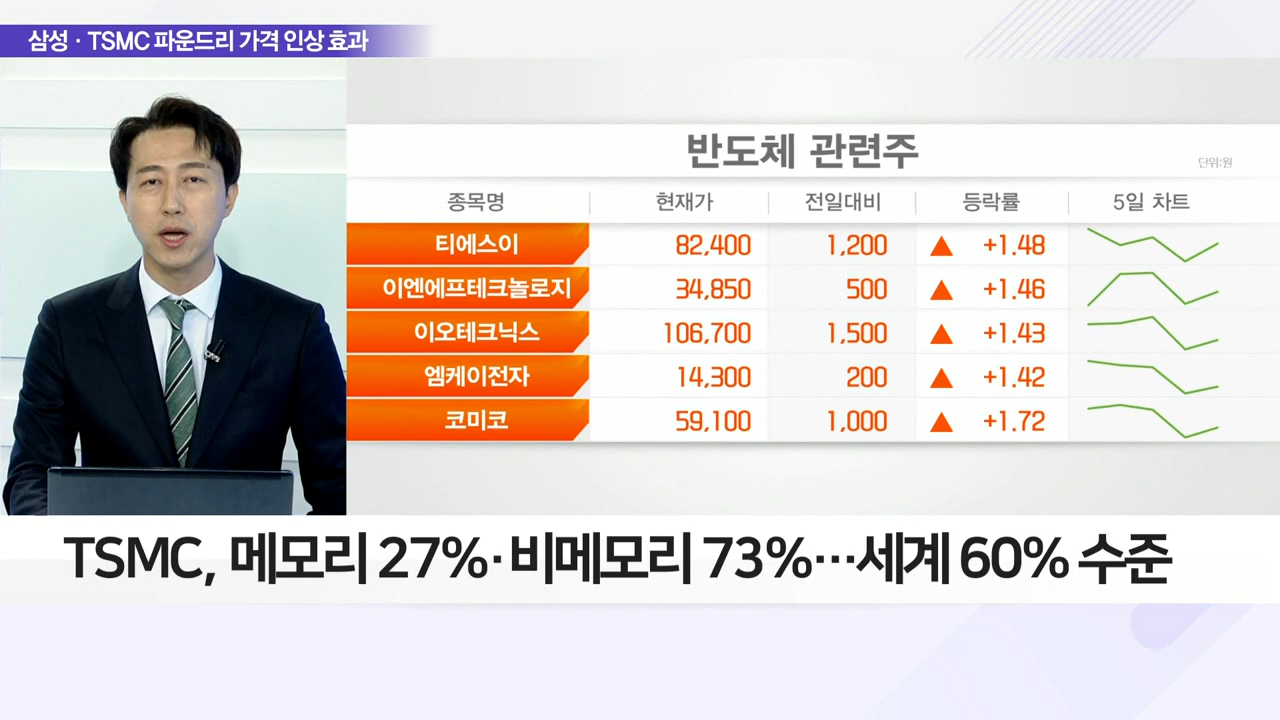 삼성 · TSMC 파운드리 가격 인상 효과
반도체 관련주
단위:원
종목명 현재가 전일대비 등락률 5일 차트
티에스이 82,400 1,200 ▲ +1.48
이엔에프테크놀로지 34,850 500 ▲ +1.46
이오테크닉스 106,700 1,500 ▲ +1.43
엠케이전자 14,300 200 ▲ +1.42
코미코 59,100 1,000 ▲ +1.72
TSMC, 메모리 27%·비메모리 73%…세계 60% 수준